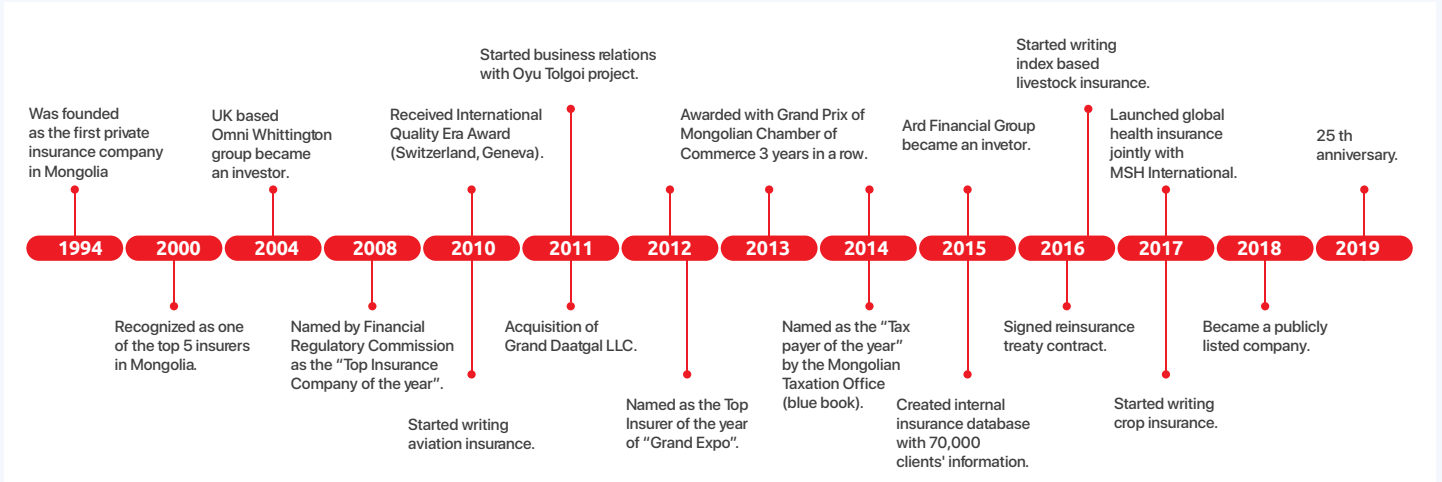 Started business relations
with Oyu Tolgoi project.
Started writing
index based
livestock insurance.
Was founded
as the first private
insurance company
in Mongolia
UK based
Omni Whittington
group became
an investor.
Received International
Quality Era Award
(Switzerland, Geneva).
Awarded with Grand Prix of
Mongolian Chamber of
Commerce 3 years in a row.
Ard Financial Group
became an invetor.
Launched global
health insurance
jointly with
MSH International.
25 th
anniversary.
1994
2000
2004
2008
2010
2011
2012
2013
2014
2015
2016
2017
2018
2019
Recognized as one
of the top 5 insurers
in Mongolia.
Named by Financial
Regulatory Commission
as the “Top Insurance
Company of the year”.
Started writing
aviation insurance.
Acquisition of
Grand Daatgal LLC.
Named as the Top
Insurer of the year
of “Grand Expo”.
Named as the “Tax
payer of the year”
by the Mongolian
Taxation Office
(blue book).
Created internal
insurance database
with 70,000
clients' information.
Signed reinsurance
treaty contract.
Started writing
crop insurance.
Became a publicly
listed company.